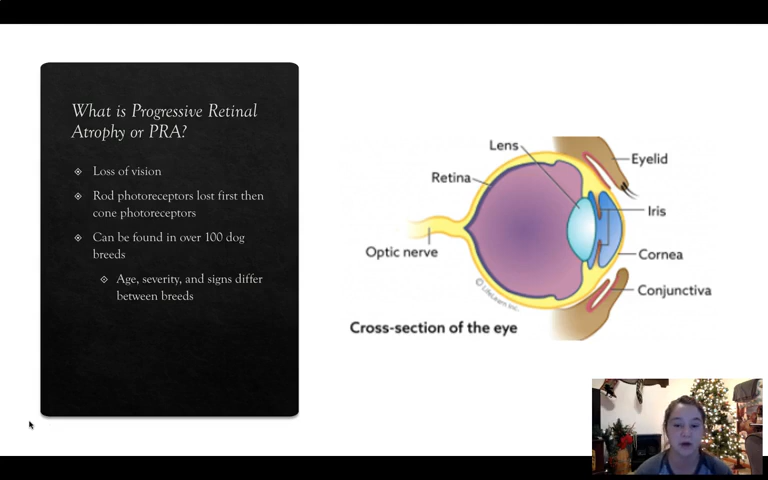 What is Progressive Retinal
Atrophy or PRA?
Loss of vision
Rod photoreceptors lost first then
cone photoreceptors
Can be found in over 100 dog
breeds
Age, severity, and signs differ
between breeds
Lens
Eyelid
Retina
Iris
Optic nerve
Cornea
Conjunctiva
© LifeLearn Inc.
Cross-section of the eye